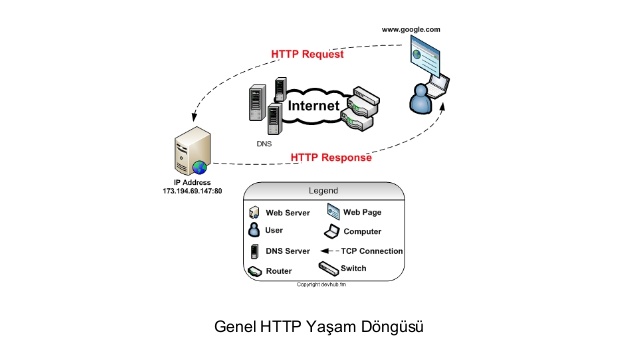 www.google.com
HTTP Request
Internet
DNS
HTTP Response
IP Address
173.194.69.147:80
Legend
Web Server
Web Page
User
Computer
DNS Server
TCP Connection
Router
Switch
Copyright devhub.fm
Genel HTTP Yaşam Döngüsü